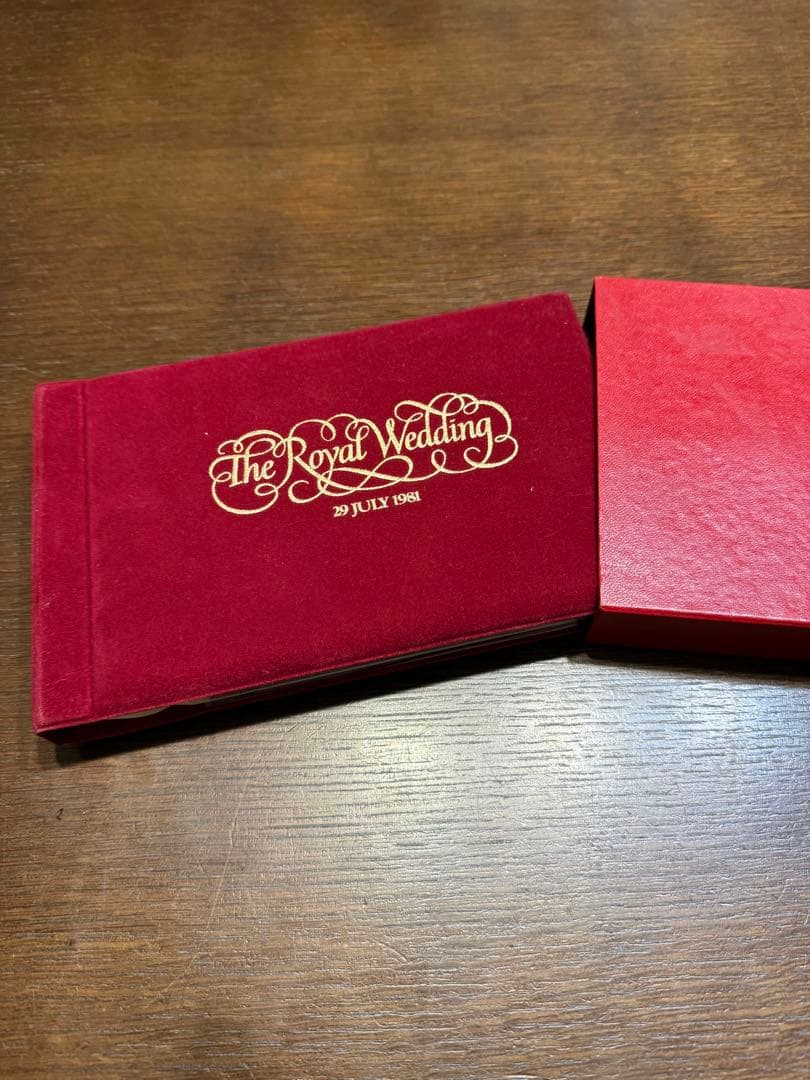 The Royal Wedding
29 JULY 1981